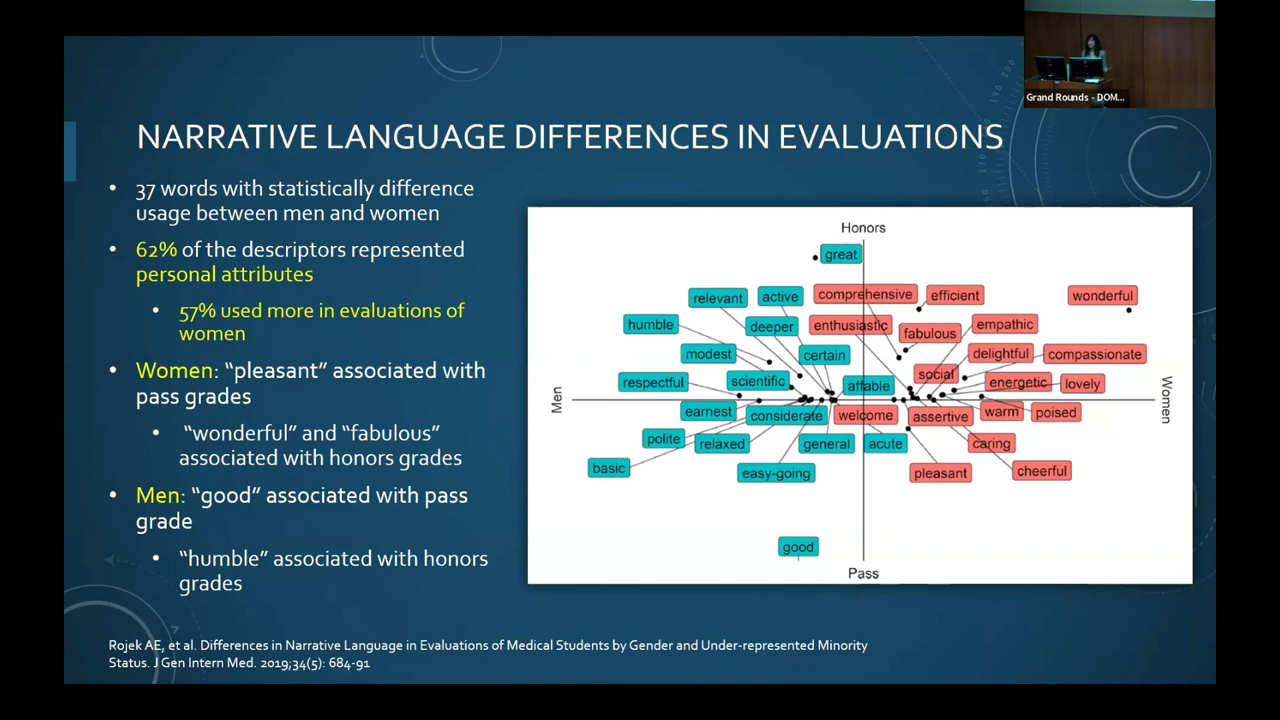 Grand Rounds - DOM...
NARRATIVE LANGUAGE DIFFERENCES IN EVALUATIONS
• 37 words with statistically difference
usage between men and women
• 62% of the descriptors represented
personal attributes
• 57% used more in evaluations of
women
• Women: “pleasant” associated with
pass grades
• “wonderful” and “fabulous”
associated with honors grades
• Men: “good” associated with pass
grade
• “humble” associated with honors
grades
Honors
great
relevant active comprehensive efficient wonderful
humble deeper enthusiastic fabulous empathic
modest certain delightful compassionate
respectful scientific affable social energetic lovely
Men
Women
earnest considerate welcome assertive warm poised
polite relaxed general acute caring
basic easy-going pleasant cheerful
good
Pass
Rojek AE, et al. Differences in Narrative Language in Evaluations of Medical Students by Gender and Under-represented Minority
Status. J Gen Intern Med. 2019;34(5): 684-91